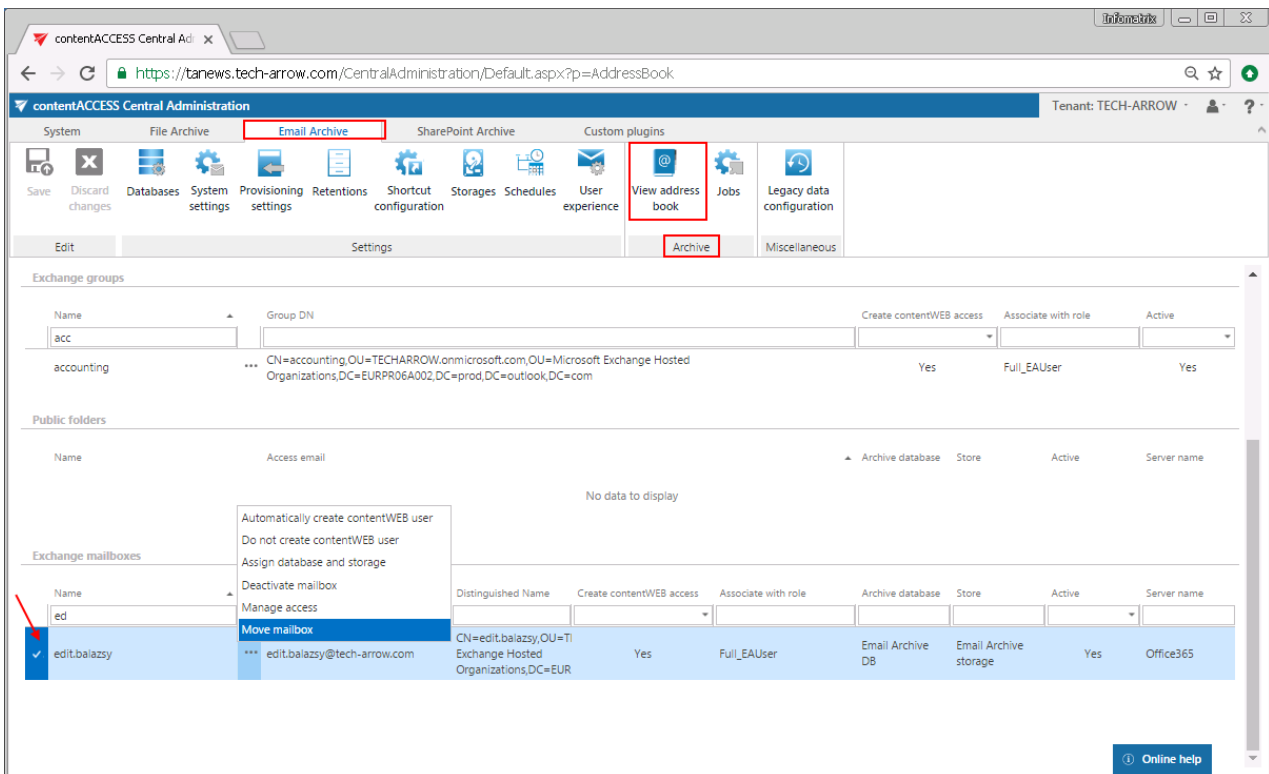 Infomatrix
contentACCESS Central Ad
https://tanews.tech-arrow.com/CentralAdministration/Default.aspx?p=AddressBook
contentACCESS Central Administration
Tenant: TECH-ARROW
?
System File Archive Email Archive SharePoint Archive Custom plugins
Save
Discard changes
Databases
System settings
Provisioning settings
Retentions
Shortcut configuration
Storages
Schedules
User experience
View address book
Jobs
Legacy data configuration
Edit Settings Archive Miscellaneous
Exchange groups
Name Group DN Create contentWEB access Associate with role Active
acc
accounting ... CN=accounting,OU=TECHARROW.onmicrosoft.com,OU=Microsoft Exchange Hosted Yes Full_EAUser Yes
Organizations,DC=EURPR06A002,DC=prod,DC=outlook,DC=com
Public folders
Name Access email Archive database Store Active Server name
No data to display
Automatically create contentWEB user
Do not create contentWEB user
Assign database and storage
Deactivate mailbox
Manage access
Move mailbox
Exchange mailboxes
Name Distinguished Name Create contentWEB access Associate with role Archive database Store Active Server name
ed
edit.balazsy ... edit.balazsy@tech-arrow.com
CN=edit.balazsy,OU=T
Exchange Hosted
Organizations,DC=EUR
Yes Full_EAUser
Email Archive DB
Email Archive storage
Yes Office365
Online help